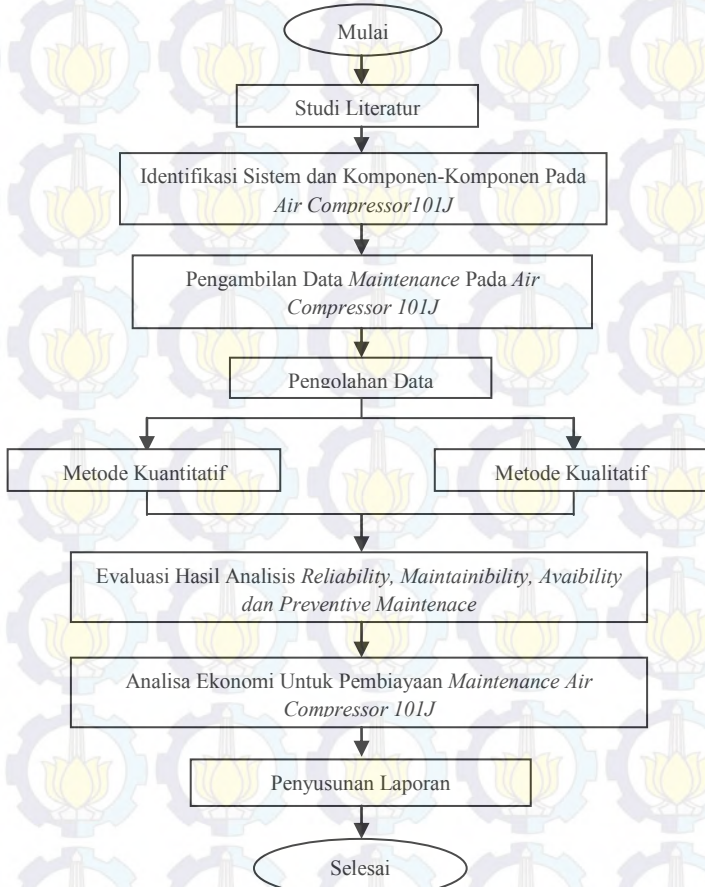 Mulai
Studi Literatur
Identifikasi Sistem dan Komponen-Komponen Pada
Air Compressor101J
Pengambilan Data Maintenance Pada Air
Compressor 101J
Pengolahan Data
Metode Kuantitatif
Metode Kualitatif
Evaluasi Hasil Analisis Reliability, Maintainibility, Avaibility
dan Preventive Maintenace
Analisa Ekonomi Untuk Pembiayaan Maintenance Air
Compressor 101J
Penyusunan Laporan
Selesai